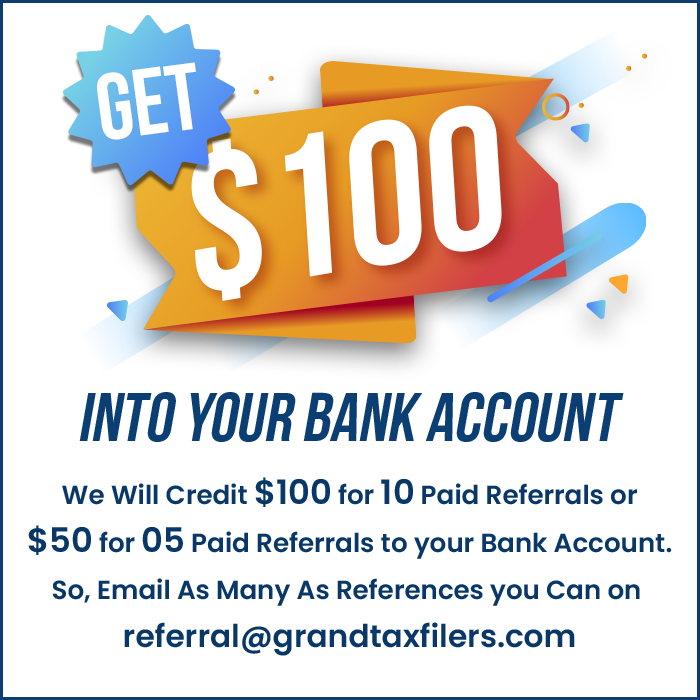 GET
$100
INTO YOUR BANK ACCOUNT
We Will Credit $100 for 10 Paid Referrals or
$50 for 05 Paid Referrals to your Bank Account.
So, Email As Many As References you Can on
referral@grandtaxfilers.com